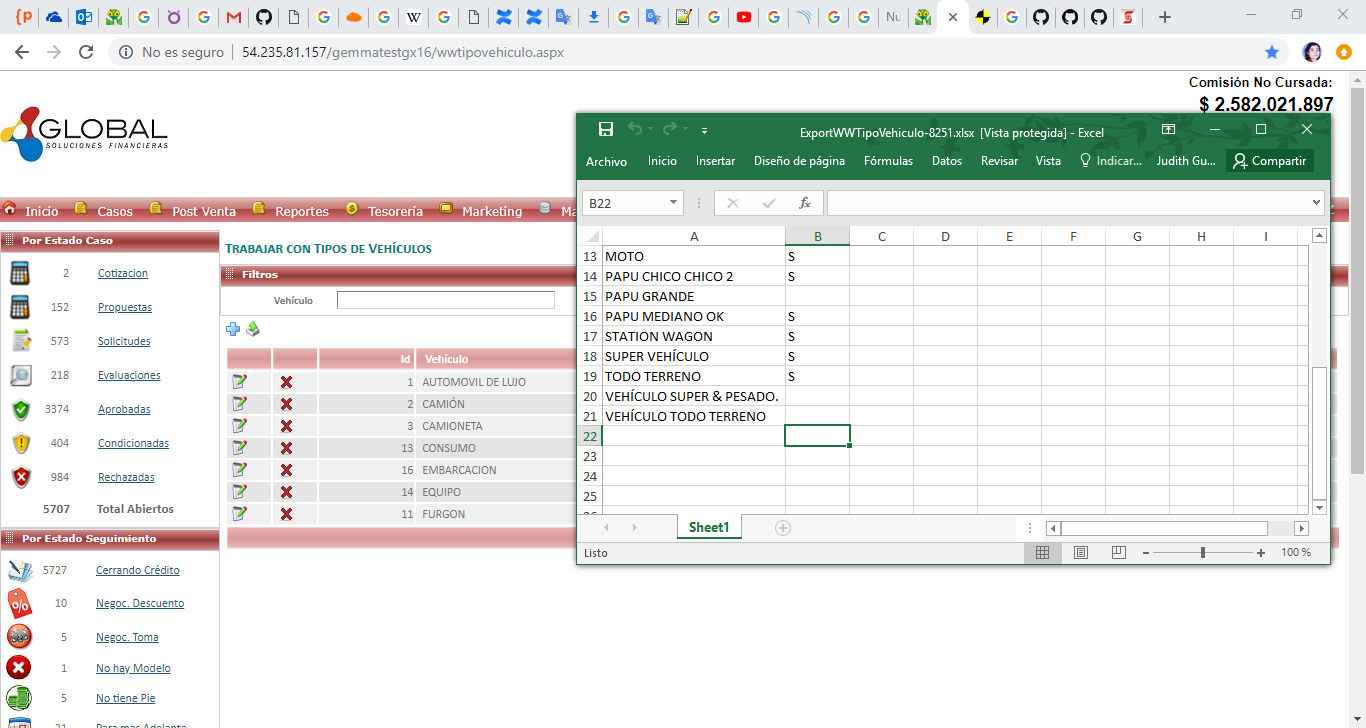 No es seguro 54.235.81.157/gemmatestgx16/wwtipovehiculo.aspx
Comisión No Cursada:
$ 2.582.021.897
GLOBAL
SOLUCIONES FINANCIERAS
Inicio Casos Post Venta Reportes Tesorería Marketing
Por Estado Caso
2 Cotizacion
152 Propuestas
573 Solicitudes
218 Evaluaciones
3374 Aprobadas
404 Condicionadas
984 Rechazadas
5707 Total Abiertos
Por Estado Seguimiento
5727 Cerrando Crédito
10 Negoc. Descuento
5 Negoc. Toma
1 No hay Modelo
5 No tiene Pie
21 Para mas Adelante
TRABAJAR CON TIPOS DE VEHÍCULOS
Filtros
Vehículo
Id Vehículo
1 AUTOMOVIL DE LUJO
2 CAMIÓN
3 CAMIONETA
13 CONSUMO
16 EMBARCACION
14 EQUIPO
11 FURGON
ExportWWTipoVehiculo-8251.xlsx [Vista protegida] - Excel
Archivo Inicio Insertar Diseño de página Fórmulas Datos Revisar Vista Indicar... Judith Gu... Compartir
B22 fx
A B C D E F G H I
13 MOTO S
14 PAPU CHICO CHICO 2 S
15 PAPU GRANDE
16 PAPU MEDIANO OK S
17 STATION WAGON S
18 SUPER VEHÍCULO S
19 TODO TERRENO S
20 VEHÍCULO SUPER & PESADO.
21 VEHÍCULO TODO TERRENO
22
23
24
25
Sheet1
Listo 100 %